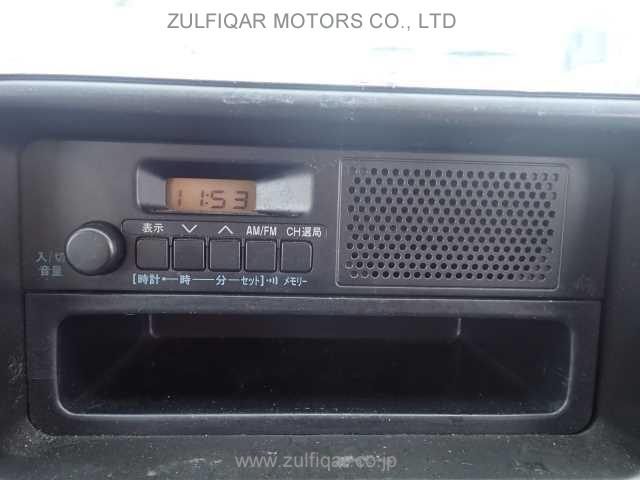 ZULFIQAR MOTORS CO., LTD
11:53
表示 AM/FM CH選局
入/切
音量
[時計•―時―分―セット]•))) メモリー
www.zulfiqar.co.jp